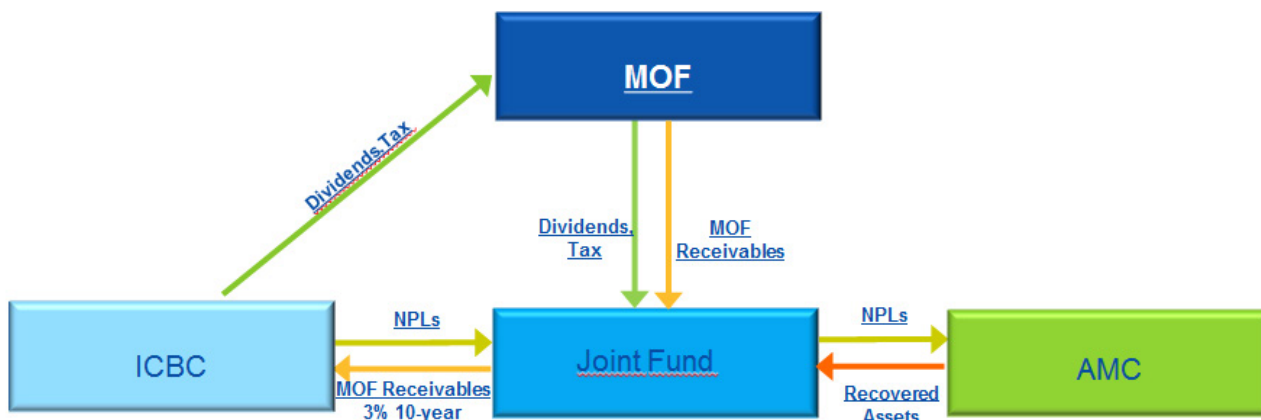 MOF
Dividends,Tax
Dividends,
Tax
MOF
Receivables
ICBC
NPLs
MOF Receivables
3% 10-year
Joint Fund
NPLs
Recovered
Assets
AMC